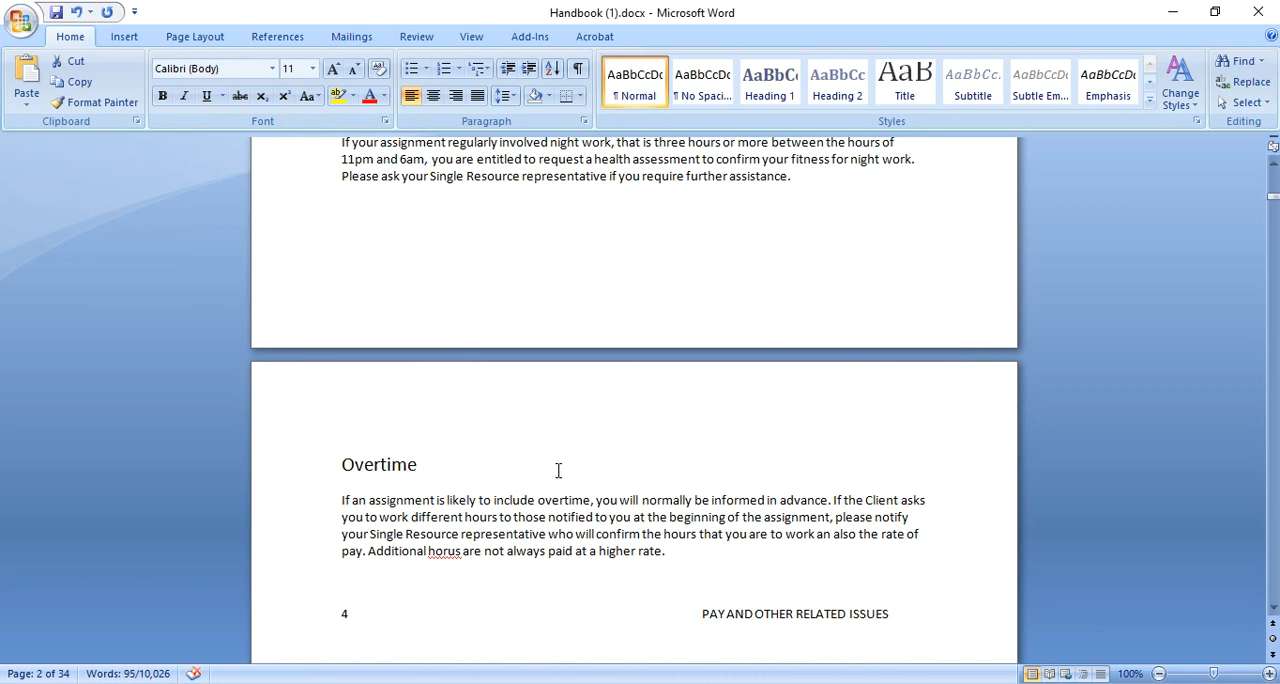 Handbook (1).docx - Microsoft Word
Home Insert Page Layout References Mailings Review View Add-Ins Acrobat
Paste
Cut
Copy
Format Painter
Clipboard
Calibri (Body) 11
Font
Paragraph
AaBbCcDc AaBbCcDc AaBbC AaBbCc AaB AaBbCc. AaBbCcDc AaBbCcDc
¶ Normal ¶ No Spaci... Heading 1 Heading 2 Title Subtitle Subtle Em... Emphasis
Change
Styles
Styles
Find
Replace
Select
Editing
If your assignment regularly involved night work, that is three hours or more between the hours of
11pm and 6am, you are entitled to request a health assessment to confirm your fitness for night work.
Please ask your Single Resource representative if you require further assistance.
Overtime
If an assignment is likely to include overtime, you will normally be informed in advance. If the Client asks
you to work different hours to those notified to you at the beginning of the assignment, please notify
your Single Resource representative who will confirm the hours that you are to work an also the rate of
pay. Additional horus are not always paid at a higher rate.
4 PAY AND OTHER RELATED ISSUES
Page: 2 of 34 Words: 95/10,026 100%